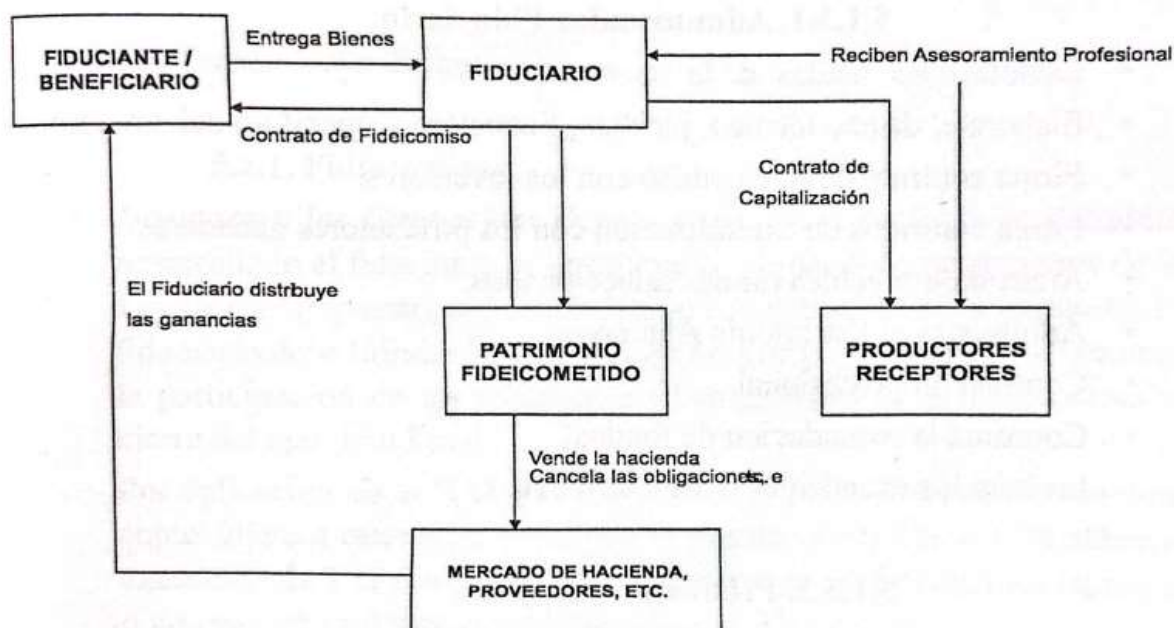 FIDUCIANTE /
BENEFICIARIO
Entrega Bienes
FIDUCIARIO
Reciben Asesoramiento Profesional
Contrato de Fideicomiso
Contrato de
Capitalización
El Fiduciario distrbuye
las ganancias
PATRIMONIO
FIDEICOMETIDO
PRODUCTORES
RECEPTORES
Vende la hacienda
Cancela las obligaciones
MERCADO DE HACIENDA,
PROVEEDORES, ETC.